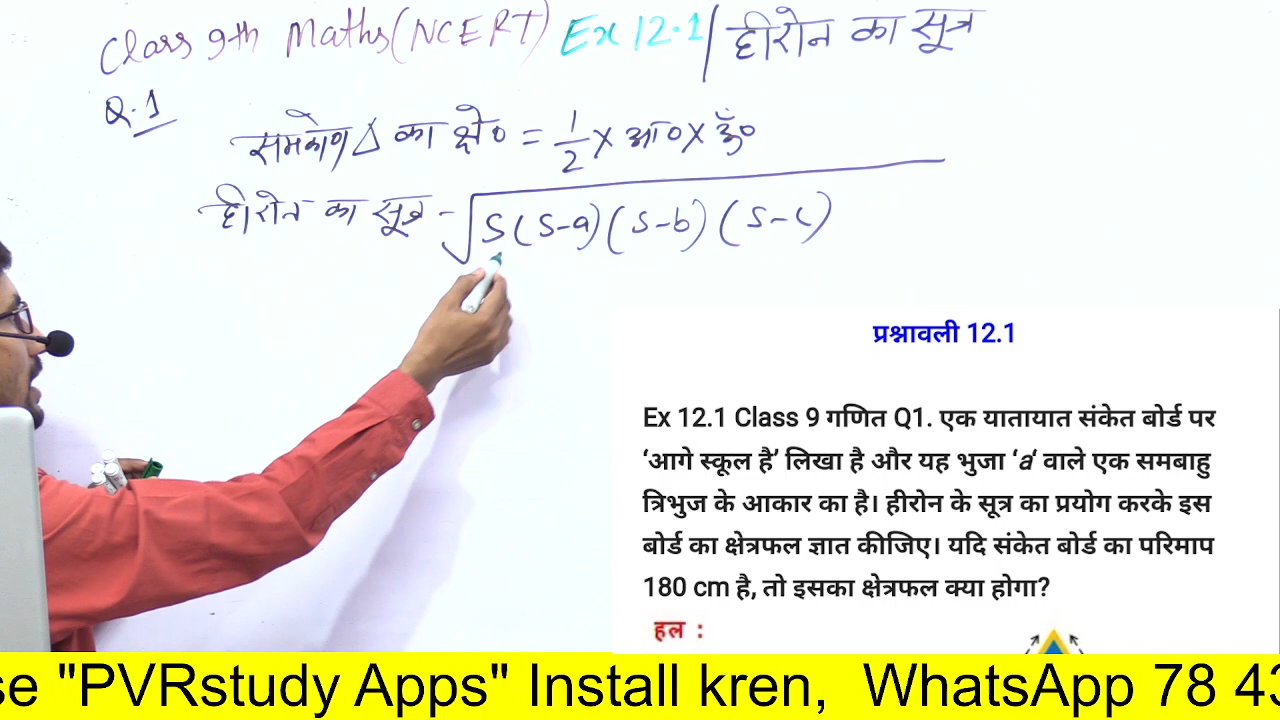 Class 9th Maths (NCERT) Ex 12.1 | हीरोन का सूत्र
Q.1
समकोण Δ का क्षे० = 1/2 x आ० x ऊँ०
हीरोन का सूत्र - √S(S-a)(S-b)(S-c)
प्रश्नावली 12.1
Ex 12.1 Class 9 गणित Q1. एक यातायात संकेत बोर्ड पर
‘आगे स्कूल है’ लिखा है और यह भुजा ‘a‘ वाले एक समबाहु
त्रिभुज के आकार का है। हीरोन के सूत्र का प्रयोग करके इस
बोर्ड का क्षेत्रफल ज्ञात कीजिए। यदि संकेत बोर्ड का परिमाप
180 cm है, तो इसका क्षेत्रफल क्या होगा?
हल :
se "PVRstudy Apps" Install kren, WhatsApp 78 43